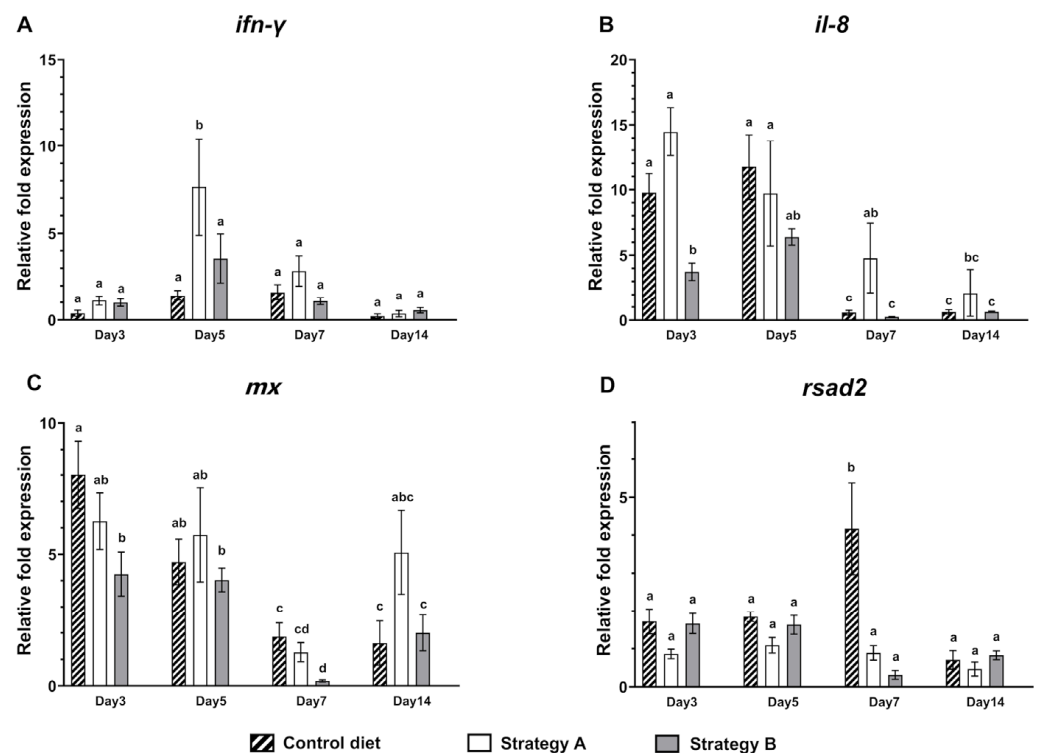 A
ifn-γ
Relative fold expression
15
10
5
0
a a a
a b a
a a a
a a a
Day3 Day5 Day7 Day14
B
il-8
Relative fold expression
20
15
10
5
0
a a b
a a ab
c ab c
c bc c
Day3 Day5 Day7 Day14
C
mx
Relative fold expression
10
5
0
a ab b
ab ab b
c cd d
c abc c
Day3 Day5 Day7 Day14
D
rsad2
Relative fold expression
5
0
a a a
a a a
b a a
a a a
Day3 Day5 Day7 Day14
Control diet Strategy A Strategy B